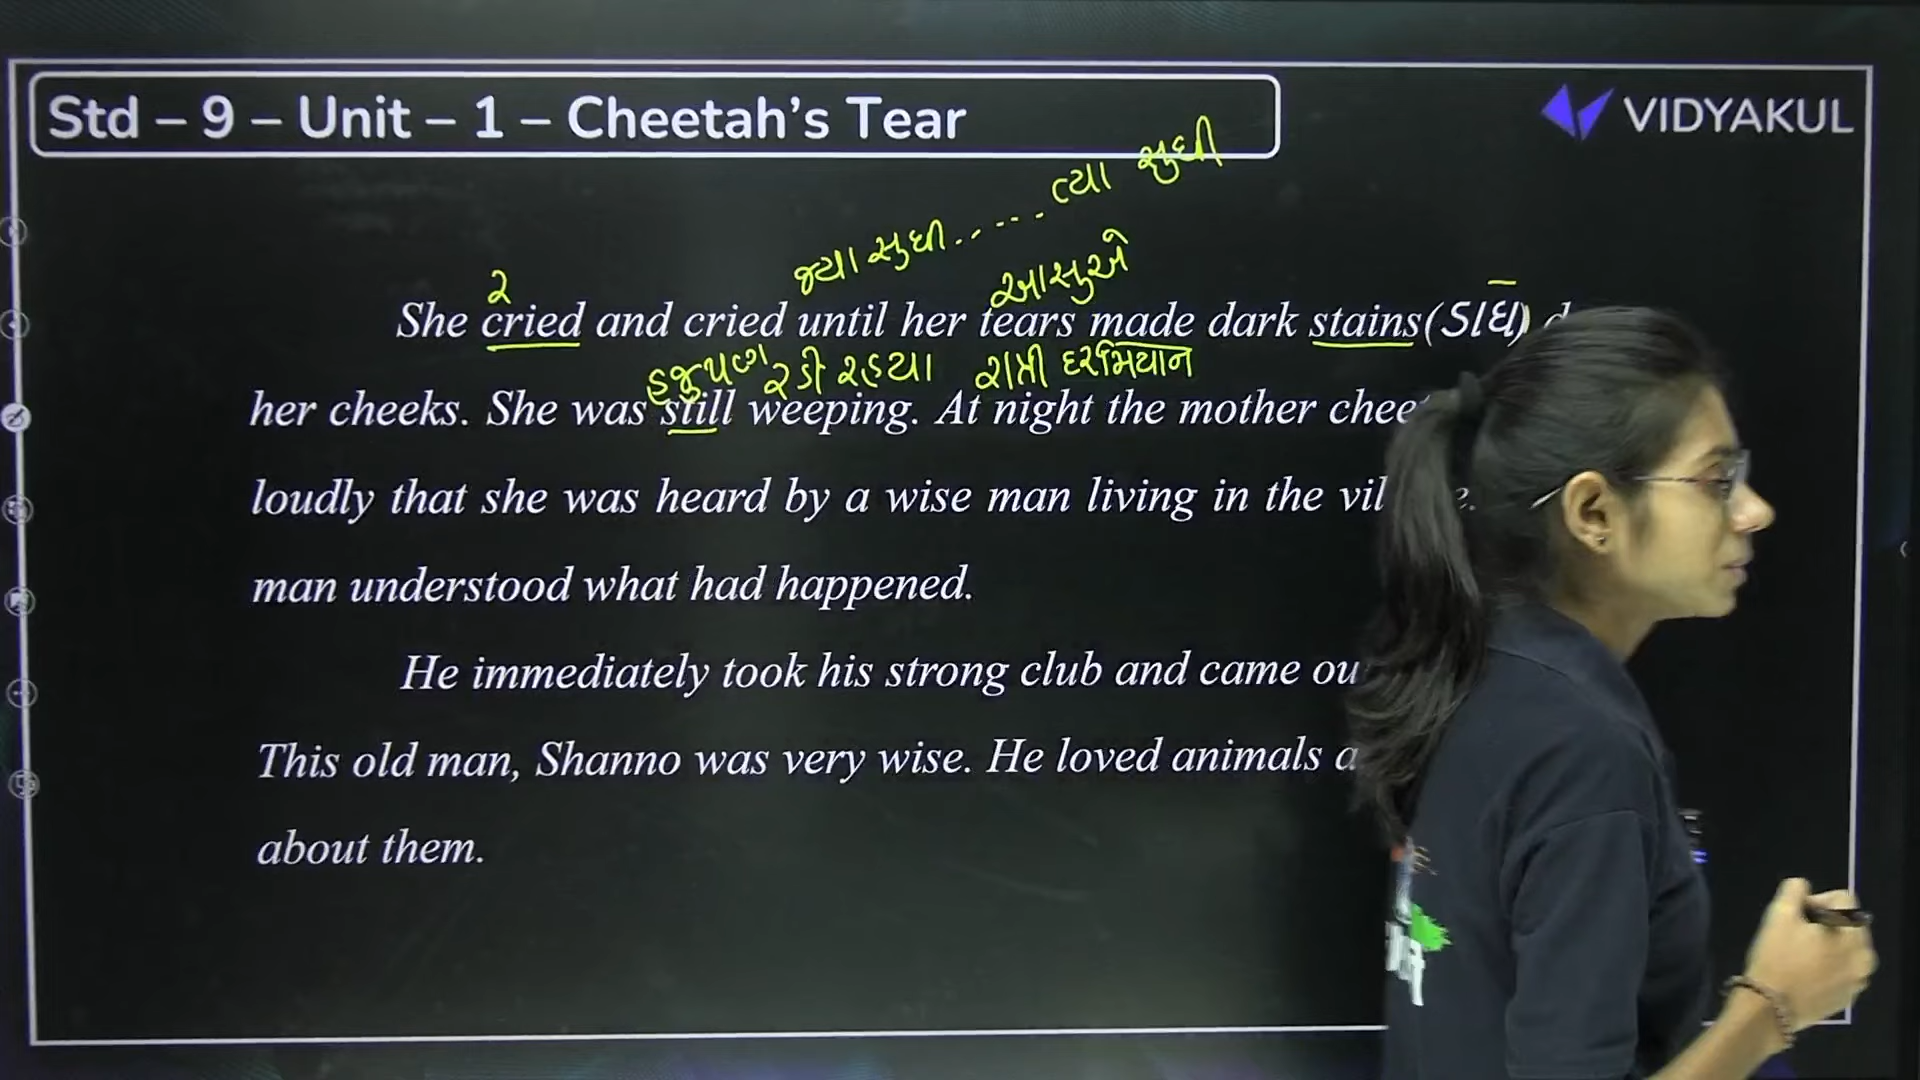 Std – 9 – Unit – 1 – Cheetah's Tear
VIDYAKUL
ત્યા સુધી
જ્યા સુધી.....
૨
આસુએ
She cried and cried until her tears made dark stains(ડાઘ) d
હજુપણ રડી રહયા રાત્રી દરમિયાન
her cheeks. She was still weeping. At night the mother chee
loudly that she was heard by a wise man living in the vil e.
man understood what had happened.
He immediately took his strong club and came ou
This old man, Shanno was very wise. He loved animals a
about them.